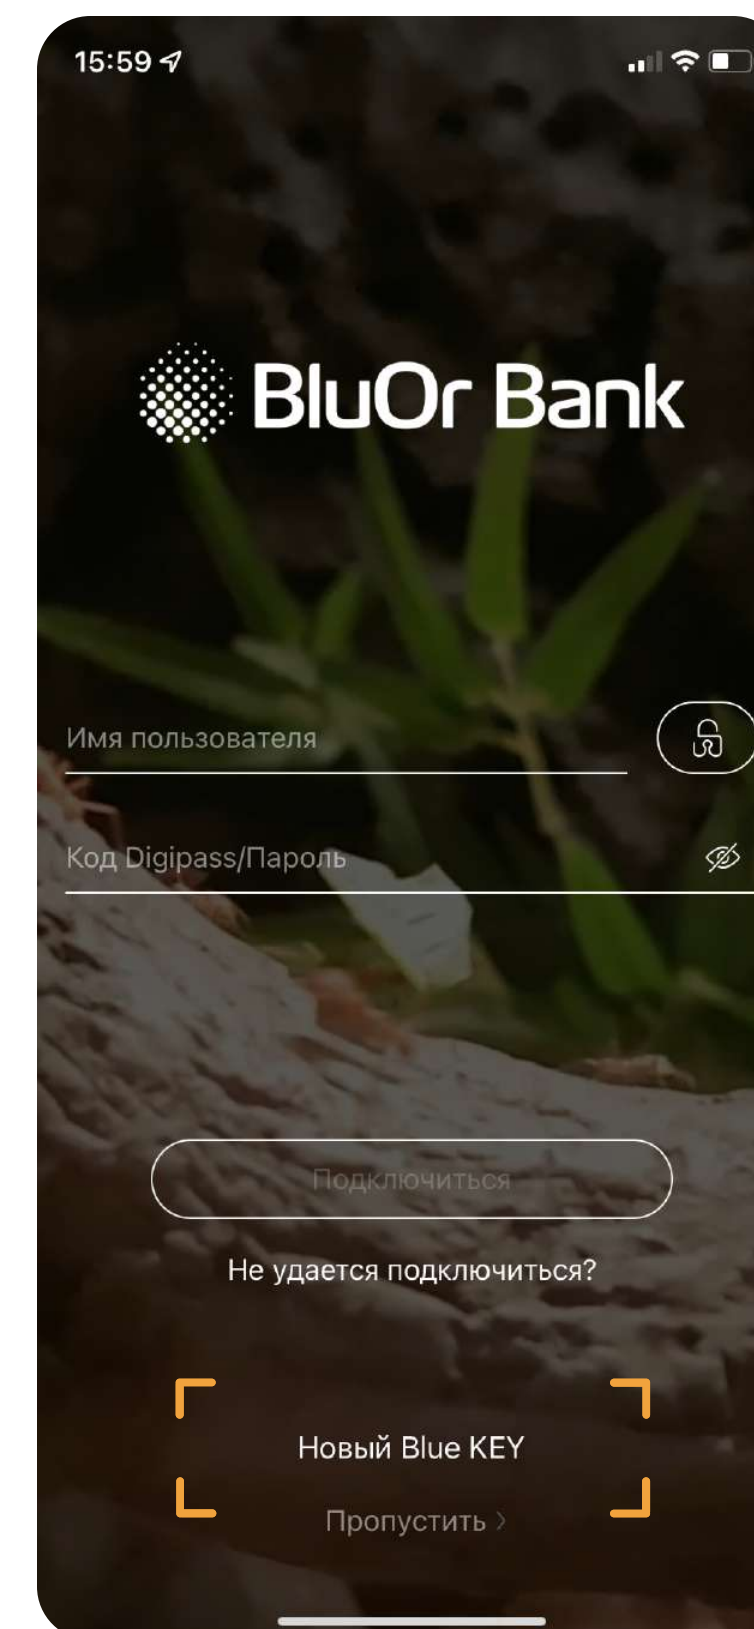 15:59
BluOr Bank
Имя пользователя
Код Digipass/Пароль
Подключиться
Не удается подключиться?
Новый Blue KEY
Пропустить